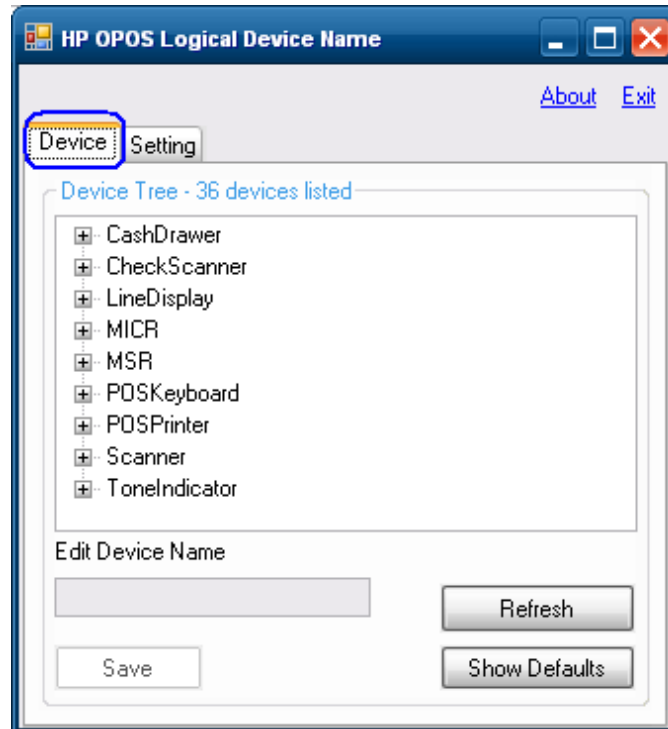 HP OPOS Logical Device Name
About Exit
Device Setting
Device Tree - 36 devices listed
CashDrawer
CheckScanner
LineDisplay
MICR
MSR
POSKeyboard
POSPrinter
Scanner
ToneIndicator
Edit Device Name
Refresh
Save Show Defaults